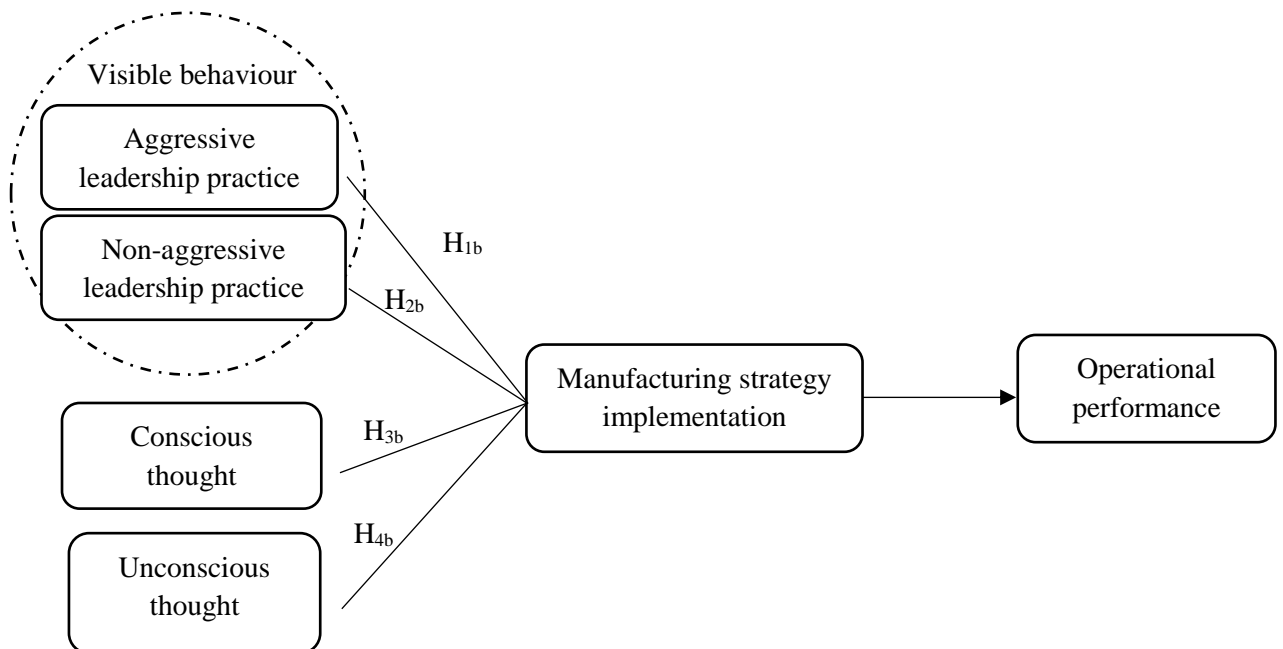 Visible behaviour
Aggressive
leadership practice
Non-aggressive
leadership practice
Conscious
thought
Unconscious
thought
H1b
H2b
H3b
H4b
Manufacturing strategy
implementation
Operational
performance